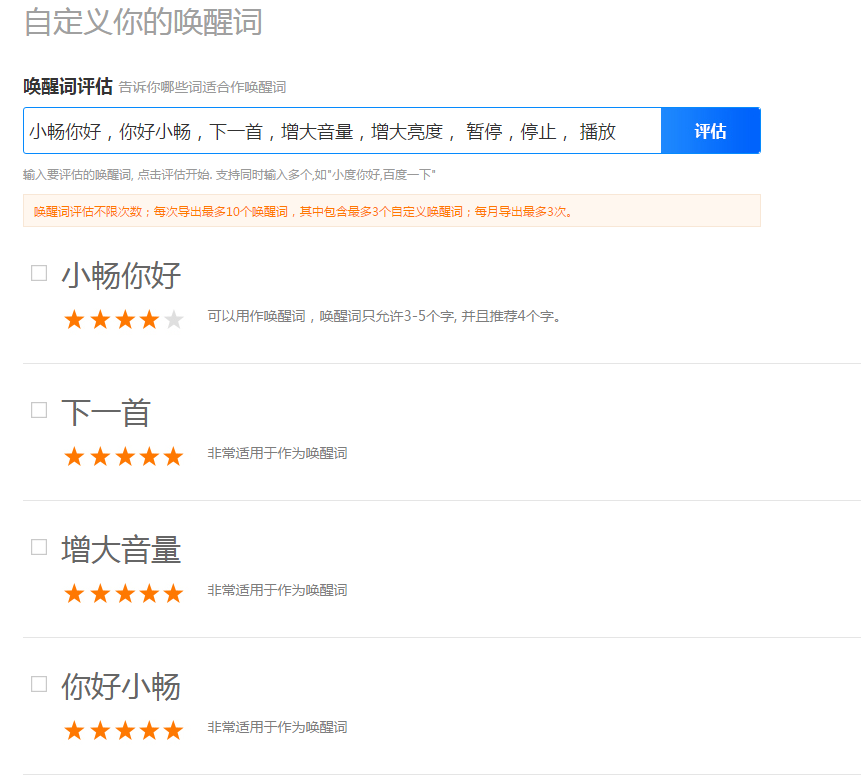 自定义你的唤醒词
唤醒词评估 告诉你哪些词适合作唤醒词
小畅你好，你好小畅，下一首，增大音量，增大亮度， 暂停，停止， 播放 评估
输入要评估的唤醒词, 点击评估开始. 支持同时输入多个,如"小度你好,百度一下"
唤醒词评估不限次数；每次导出最多10个唤醒词，其中包含最多3个自定义唤醒词；每月导出最多3次。
小畅你好
可以用作唤醒词，唤醒词只允许3-5个字, 并且推荐4个字。
下一首
非常适用于作为唤醒词
增大音量
非常适用于作为唤醒词
你好小畅
非常适用于作为唤醒词